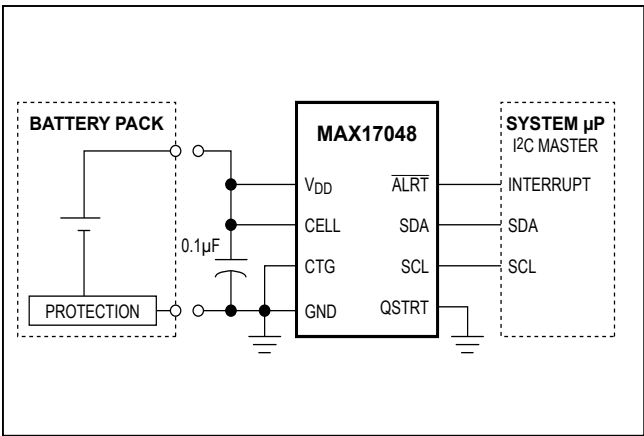 BATTERY PACK
PROTECTION
0.1µF
MAX17048
VDD
CELL
CTG
GND
ALRT
SDA
SCL
QSTRT
SYSTEM µP
I2C MASTER
INTERRUPT
SDA
SCL